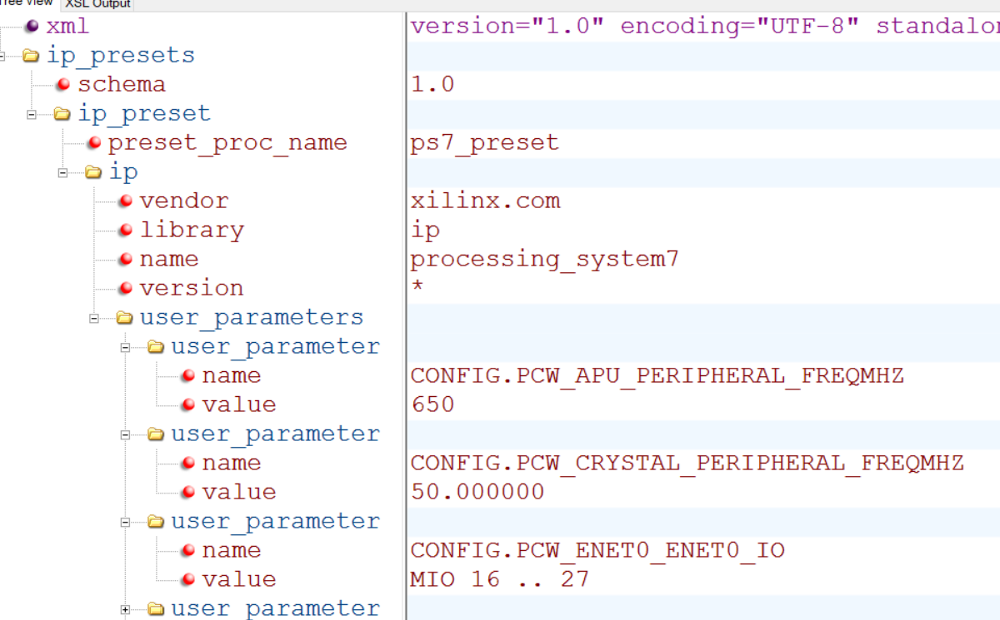 Tree View XSL Output
xml version="1.0" encoding="UTF-8"
ip_presets
schema 1.0
ip_preset
preset_proc_name ps7_preset
ip
vendor xilinx.com
library ip
name processing_system7
version *
user_parameters
user_parameter
name CONFIG.PCW_APU_PERIPHERAL_FREQMHZ
value 650
user_parameter
name CONFIG.PCW_CRYSTAL_PERIPHERAL_FREQMHZ
value 50.000000
user_parameter
name CONFIG.PCW_ENET0_ENET0_IO
value MIO 16 .. 27
user_parameter